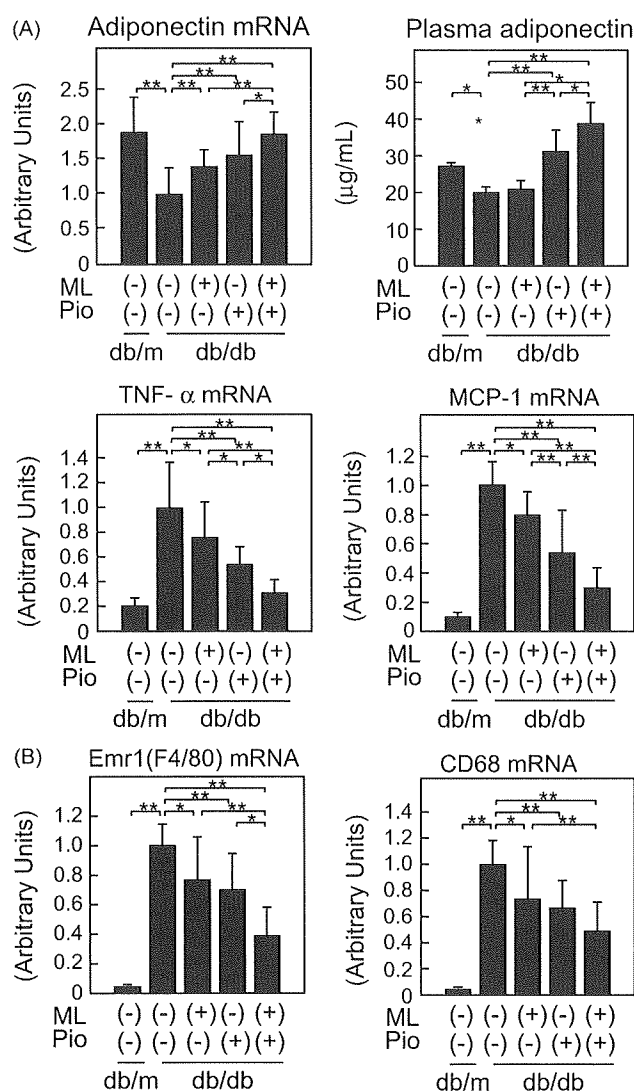 (A)
Adiponectin mRNA
(Arbitrary Units)
2.5
2.0
1.5
1.0
0
** ** ** ** ** *
ML (-) (-) (+) (-) (+)
Pio (-) (-) (-) (+) (+)
db/m db/db
Plasma adiponectin
(μg/mL)
50
40
30
20
10
0
** ** * * ** *
*
ML (-) (-) (+) (-) (+)
Pio (-) (-) (-) (+) (+)
db/m db/db
TNF- α mRNA
(Arbitrary Units)
1.4
1.2
1.0
0.8
0.6
0.4
0.2
0
** ** ** * ** * *
ML (-) (-) (+) (-) (+)
Pio (-) (-) (-) (+) (+)
db/m db/db
MCP-1 mRNA
(Arbitrary Units)
1.2
1.0
0.8
0.6
0.4
0.2
0
** ** ** * ** ** **
ML (-) (-) (+) (-) (+)
Pio (-) (-) (-) (+) (+)
db/m db/db
(B)
Emr1(F4/80) mRNA
(Arbitrary Units)
1.2
1.0
0.8
0.6
0.4
0.2
0
** ** ** * ** *
ML (-) (-) (+) (-) (+)
Pio (-) (-) (-) (+) (+)
db/m db/db
CD68 mRNA
(Arbitrary Units)
1.4
1.2
1.0
0.8
0.6
0.4
0.2
0
** ** ** * **
ML (-) (-) (+) (-) (+)
Pio (-) (-) (-) (+) (+)
db/m db/db